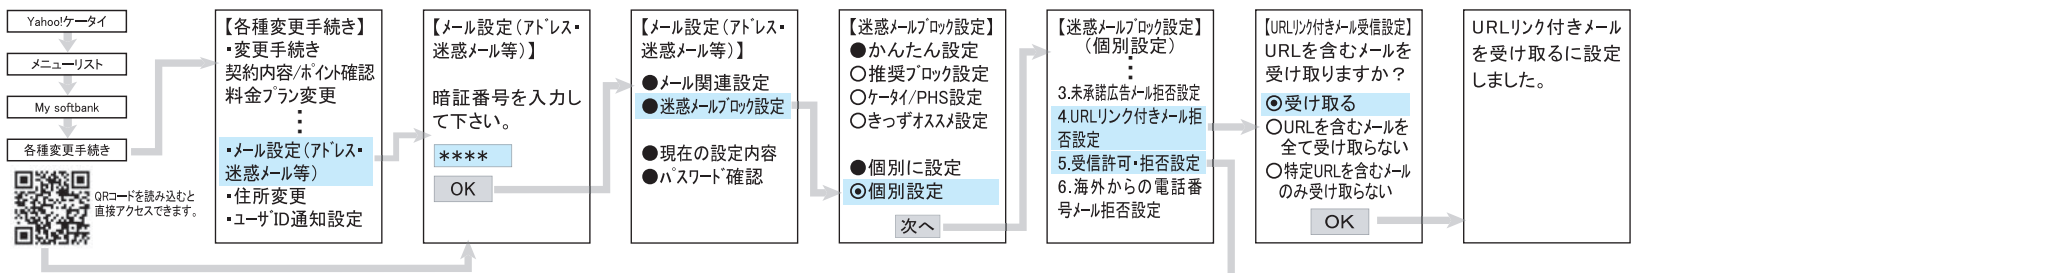 Yahoo!ケータイ
メニューリスト
My softbank
各種変更手続き
QRコードを読み込むと
直接アクセスできます。
【各種変更手続き】
・変更手続き
契約内容/ポイント確認
料金プラン変更
・メール設定(アドレス・
迷惑メール等)
・住所変更
・ユーザID通知設定
【メール設定(アドレス・
迷惑メール等)】
暗証番号を入力し
て下さい。
****
OK
【メール設定(アドレス・
迷惑メール等)】
●メール関連設定
●迷惑メールブロック設定
●現在の設定内容
●パスワード確認
【迷惑メールブロック設定】
●かんたん設定
○推奨ブロック設定
○ケータイ/PHS設定
○きっずオススメ設定
●個別に設定
◉個別設定
次へ
【迷惑メールブロック設定】
(個別設定)
3.未承諾広告メール拒否設定
4.URLリンク付きメール拒
否設定
5.受信許可・拒否設定
6.海外からの電話番
号メール拒否設定
【URLリンク付きメール受信設定】
URLを含むメールを
受け取りますか？
◉受け取る
○URLを含むメールを
全て受け取らない
○特定URLを含むメール
のみ受け取らない
OK
URLリンク付きメール
を受け取るに設定
しました。